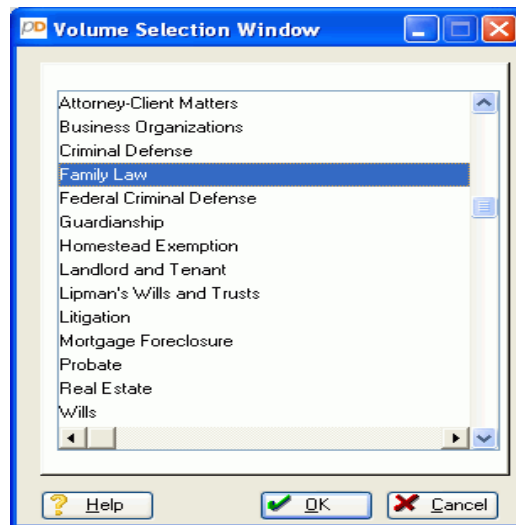 PD Volume Selection Window
Attorney-Client Matters
Business Organizations
Criminal Defense
Family Law
Federal Criminal Defense
Guardianship
Homestead Exemption
Landlord and Tenant
Lipman's Wills and Trusts
Litigation
Mortgage Foreclosure
Probate
Real Estate
Wills
? Help
OK
Cancel